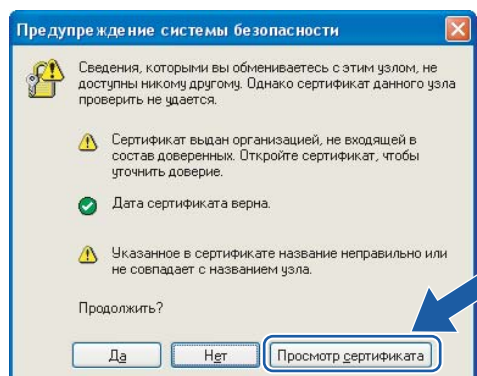 Предупреждение системы безопасности
Сведения, которыми вы обмениваетесь с этим узлом, не
доступны никому другому. Однако сертификат данного узла
проверить не удается.
Сертификат выдан организацией, не входящей в
состав доверенных. Откройте сертификат, чтобы
уточнить доверие.
Дата сертификата верна.
Указанное в сертификате название неправильно или
не совпадает с названием узла.
Продолжить?
Да Нет Просмотр сертификата